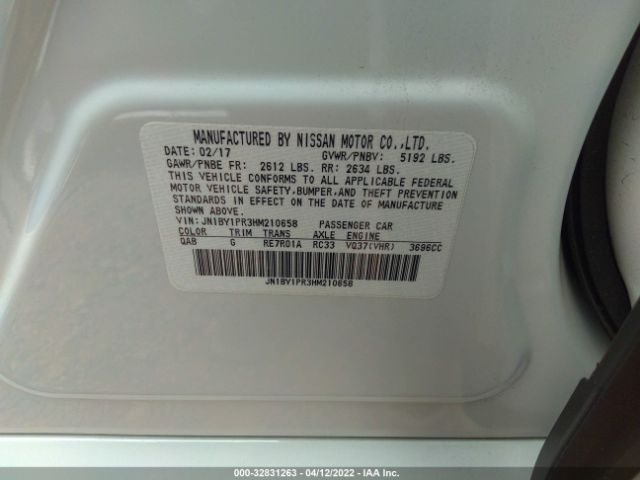 MANUFACTURED BY NISSAN MOTOR CO.,LTD.
DATE: 02/17 GVWR/PNBV: 5192 LBS.
GAWR/PNBE FR: 2612 LBS. RR: 2634 LBS.
THIS VEHICLE CONFORMS TO ALL APPLICABLE FEDERAL
MOTOR VEHICLE SAFETY,BUMPER,AND THEFT PREVENTION
STANDARDS IN EFFECT ON THE DATE OF MANUFACTURE
SHOWN ABOVE.
VIN: JN1BY1PR3HM210658 PASSENGER CAR
COLOR TRIM TRANS AXLE ENGINE
QAB G RE7R01A RC33 VQ37(VHR) 3696CC
JN1BY1PR3HM210658
000-32831263 - 04/12/2022 - IAA Inc.